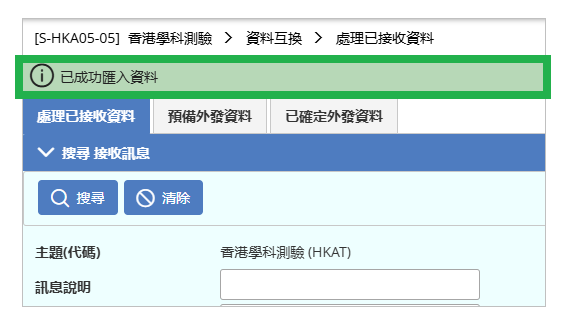 [S-HKA05-05] 香港學科測驗 > 資料互換 > 處理已接收資料
已成功匯入資料
處理已接收資料 預備外發資料 已確定外發資料
搜尋 接收訊息
搜尋 清除
主題(代碼) 香港學科測驗 (HKAT)
訊息說明